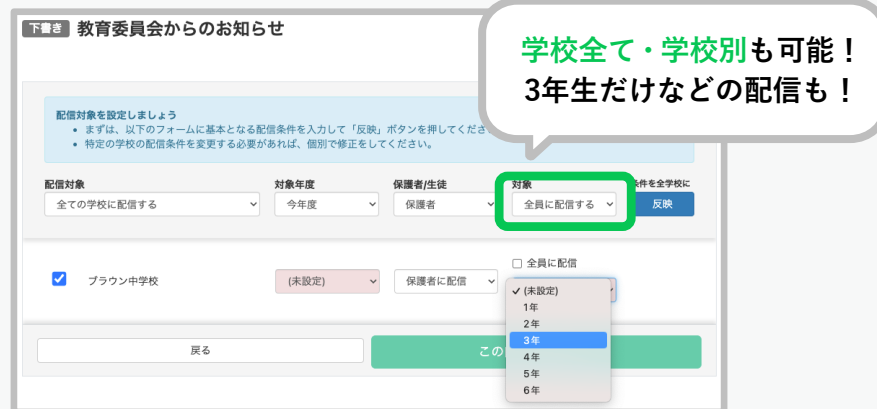 下書き 教育委員会からのお知らせ
学校全て・学校別も可能！
3年生だけなどの配信も！
配信対象を設定しましょう
• まずは、以下のフォームに基本となる配信条件を入力して「反映」ボタンを押してくださ
• 特定の学校の配信条件を変更する必要があれば、個別で修正をしてください。
配信対象 対象年度 保護者/生徒 対象 条件を全学校に
全ての学校に配信する 今年度 保護者 全員に配信する 反映
全員に配信
ブラウン中学校 (未設定) 保護者に配信
✓ (未設定)
1年
2年
3年
4年
5年
6年
戻る この